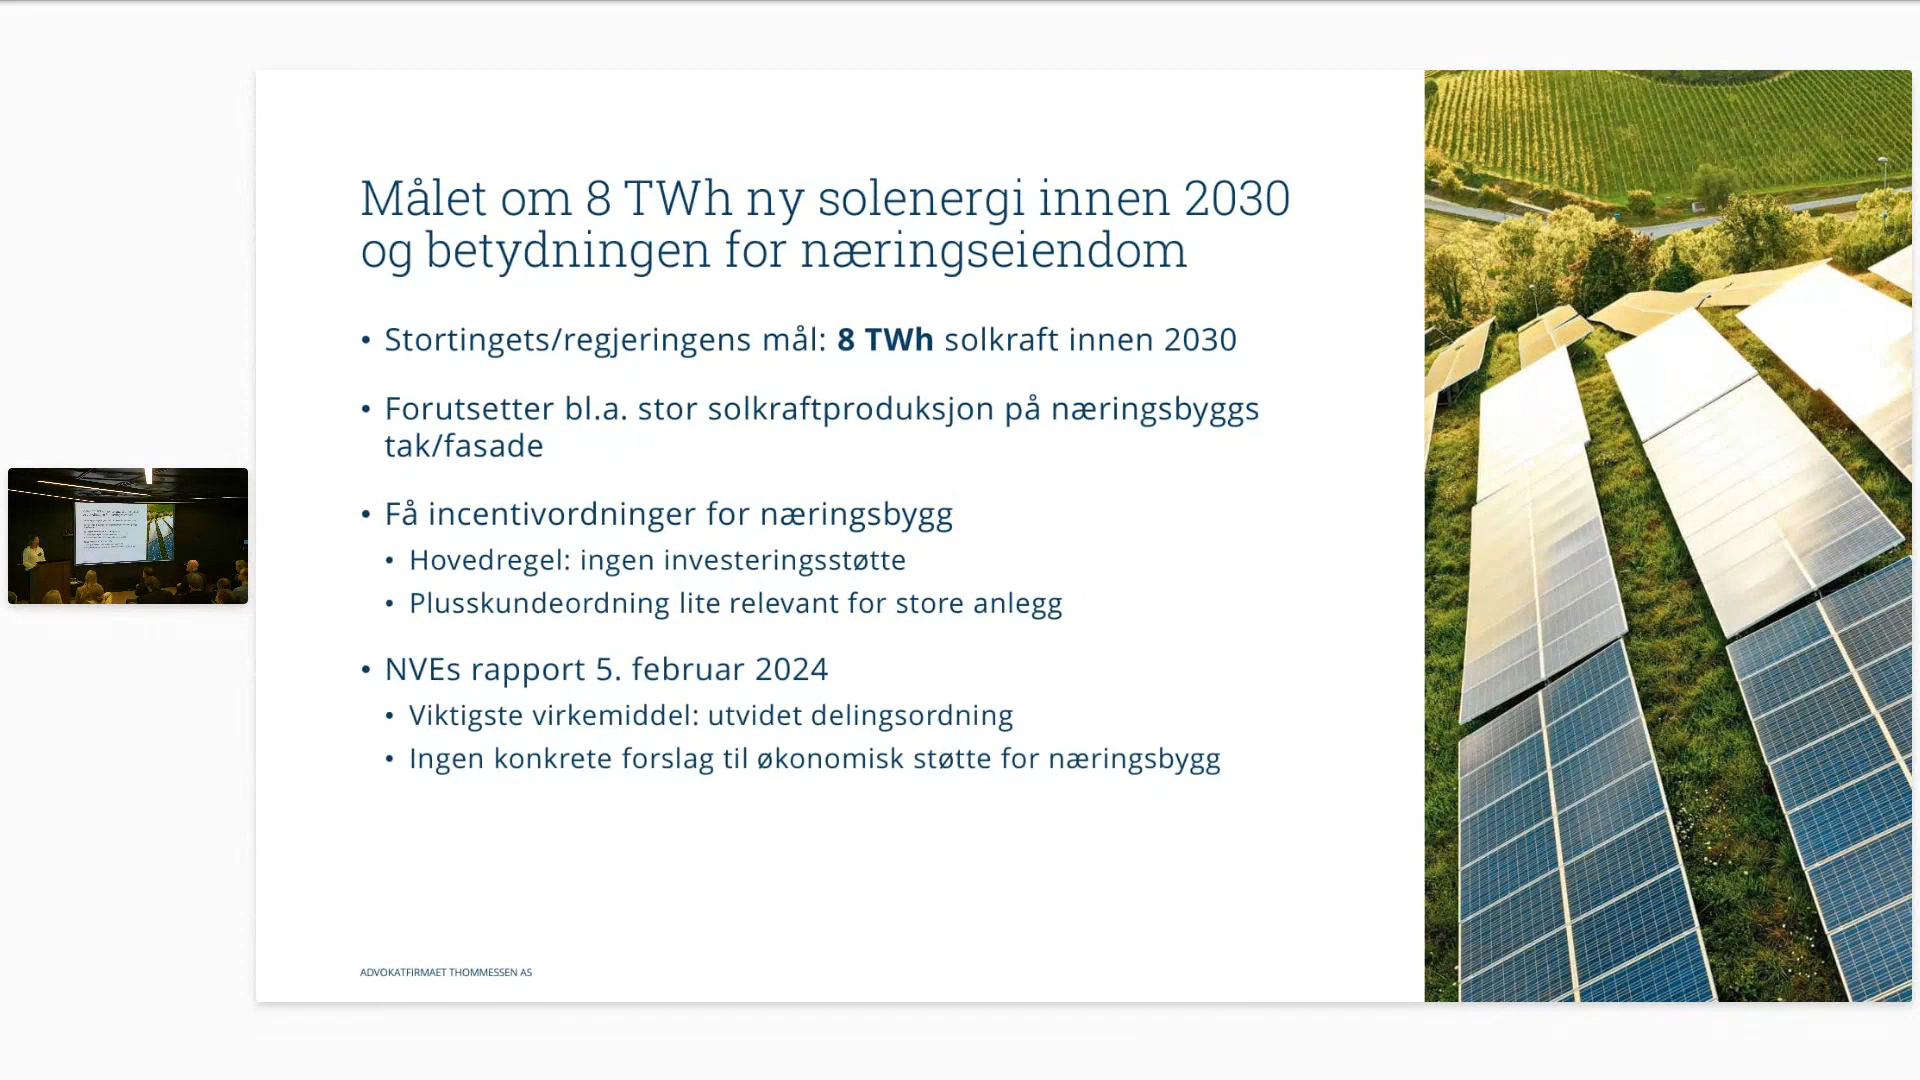 Målet om 8 TWh ny solenergi innen 2030
og betydningen for næringseiendom
• Stortingets/regjeringens mål: 8 TWh solkraft innen 2030
• Forutsetter bl.a. stor solkraftproduksjon på næringsbyggs
tak/fasade
• Få incentivordninger for næringsbygg
• Hovedregel: ingen investeringsstøtte
• Plusskundeordning lite relevant for store anlegg
• NVEs rapport 5. februar 2024
• Viktigste virkemiddel: utvidet delingsordning
• Ingen konkrete forslag til økonomisk støtte for næringsbygg
ADVOKATFIRMAET THOMMESSEN AS